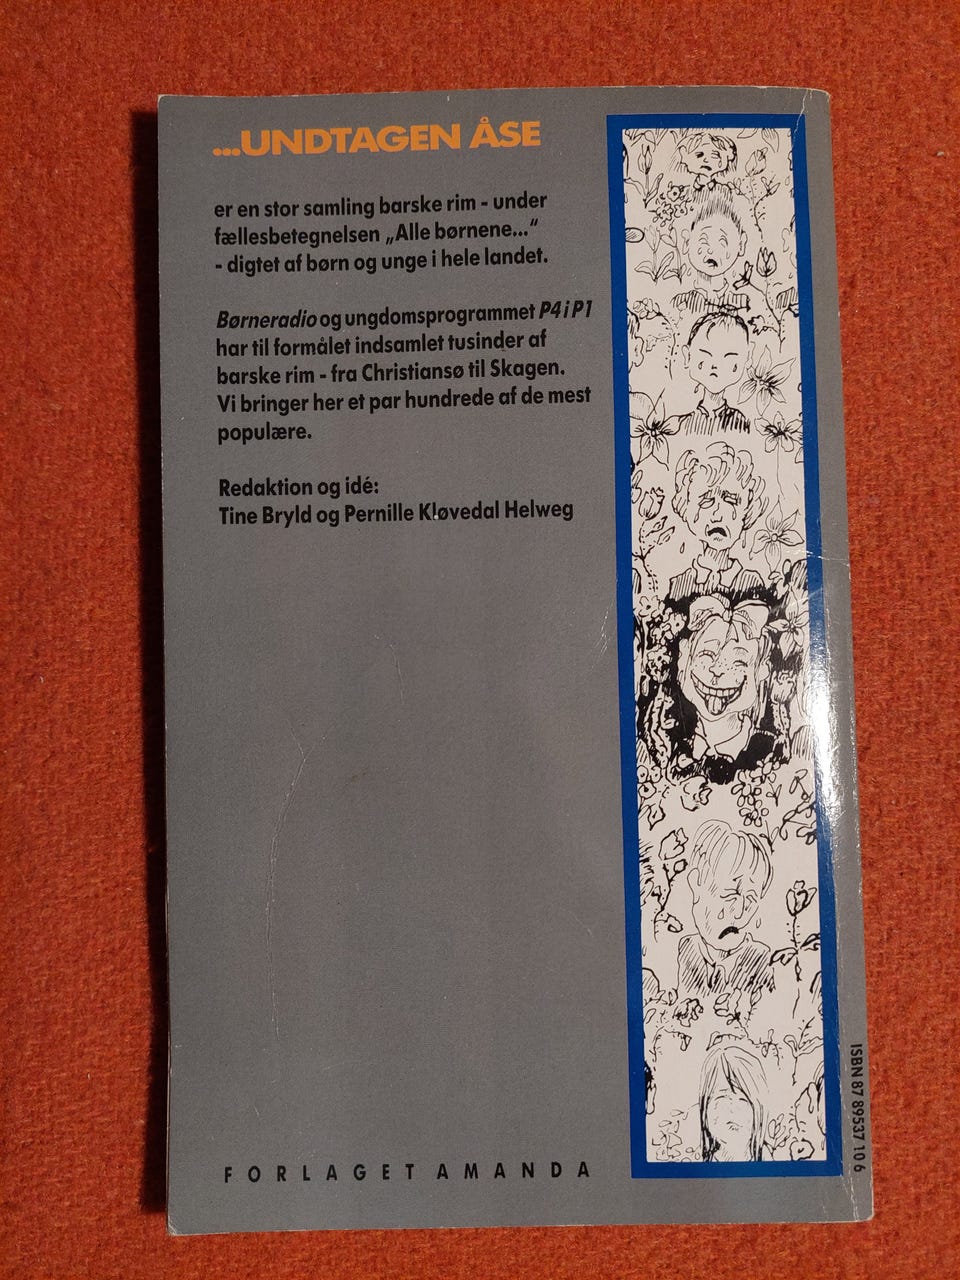 ...UNDTAGEN ÅSE
er en stor samling barske rim - under
fællesbetegnelsen „Alle børnene...“
- digtet af børn og unge i hele landet.
Børneradio og ungdomsprogrammet P4 i P1
har til formålet indsamlet tusinder af
barske rim - fra Christiansø til Skagen.
Vi bringer her et par hundrede af de mest
populære.
Redaktion og idé:
Tine Bryld og Pernille Kløvedal Helweg
FORLAGET AMANDA
ISBN 87 89537 10 6